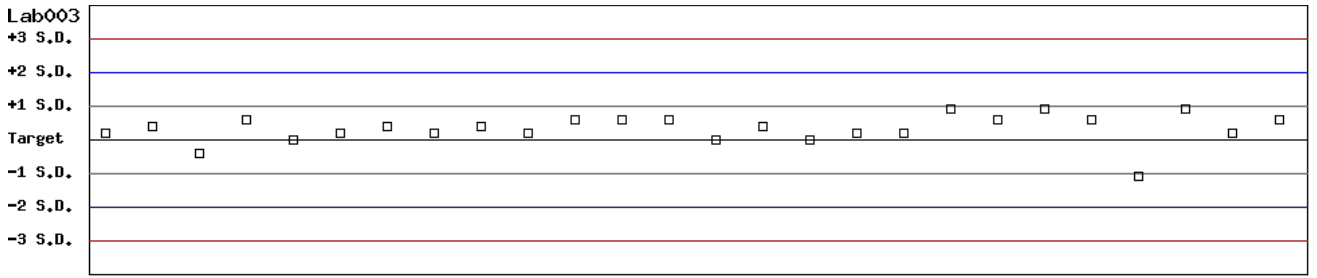 Lab003
+3 S.D.
+2 S.D.
+1 S.D.
Target
-1 S.D.
-2 S.D.
-3 S.D.